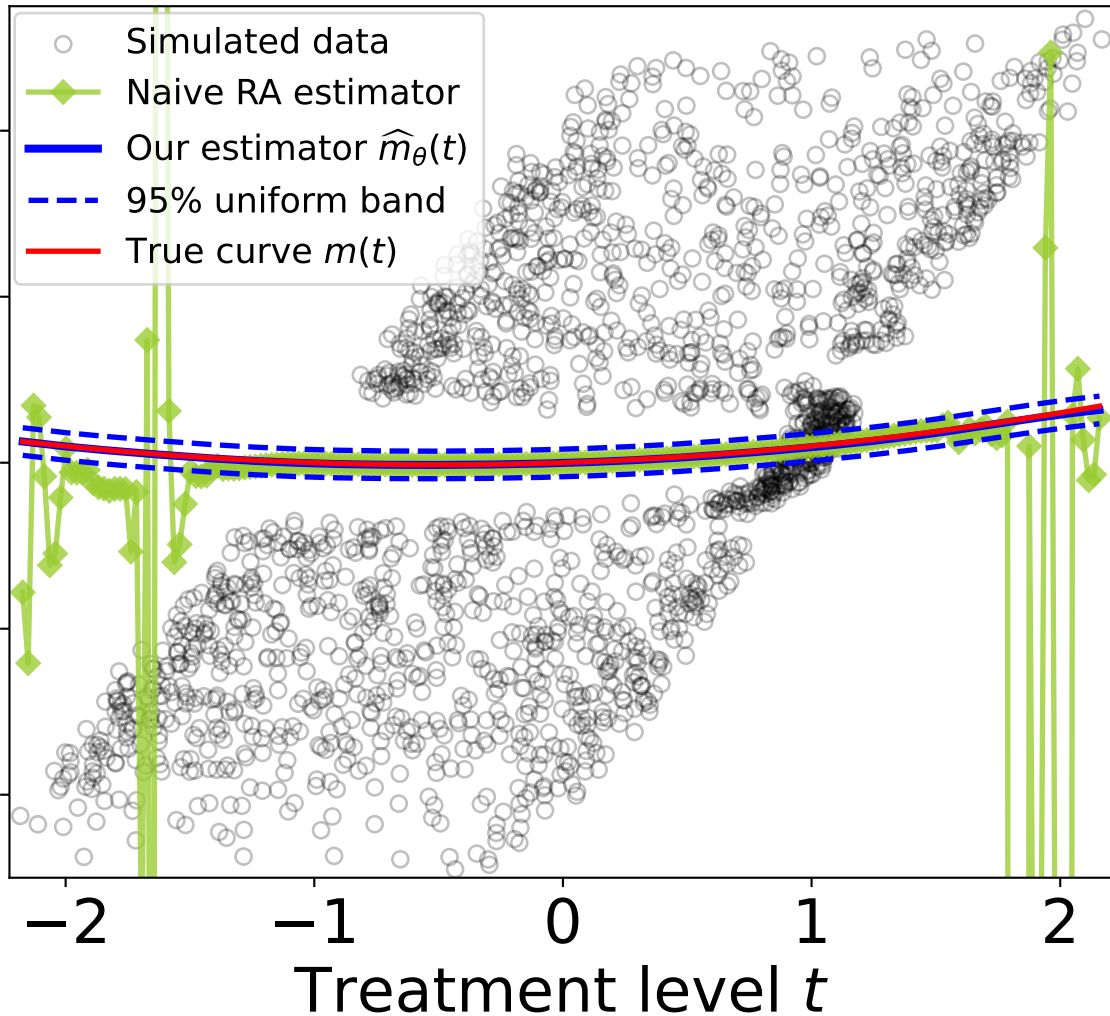 Simulated data
Naive RA estimator
Our estimator m̂_θ(t)
95% uniform band
True curve m(t)
−2 −1 0 1 2
Treatment level t